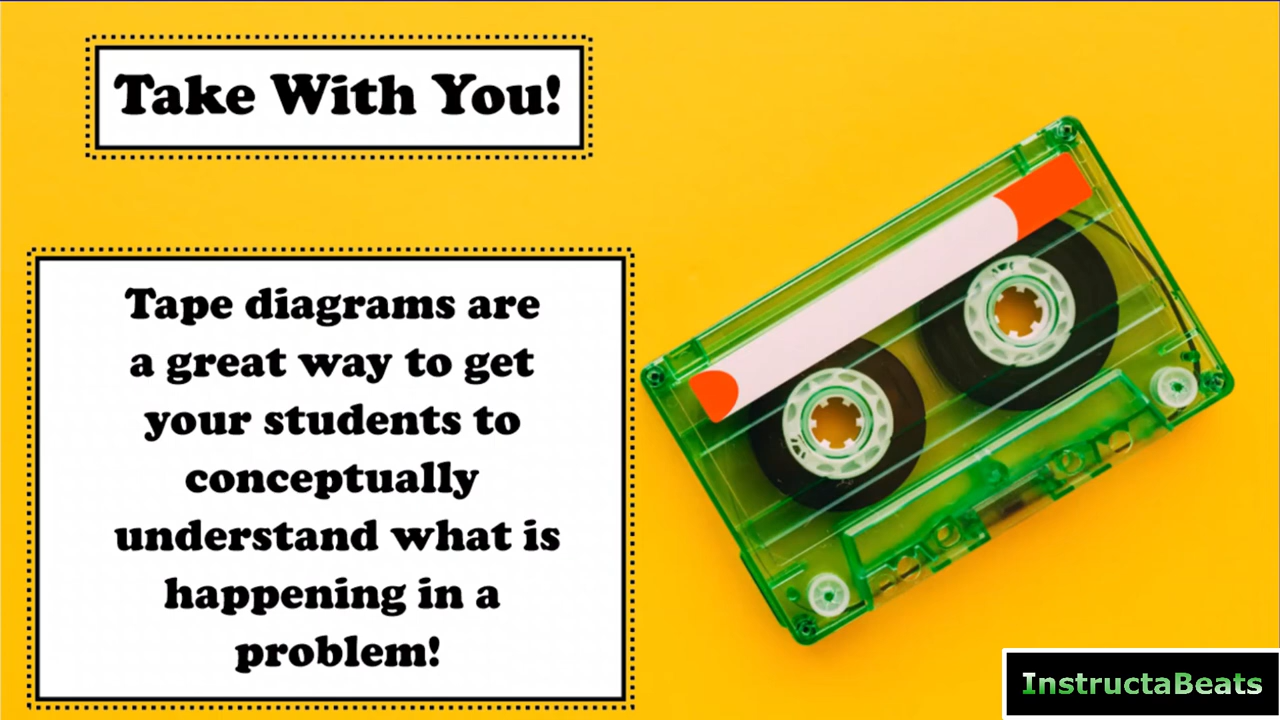 Take With You!
Tape diagrams are
a great way to get
your students to
conceptually
understand what is
happening in a
problem!
InstructaBeats